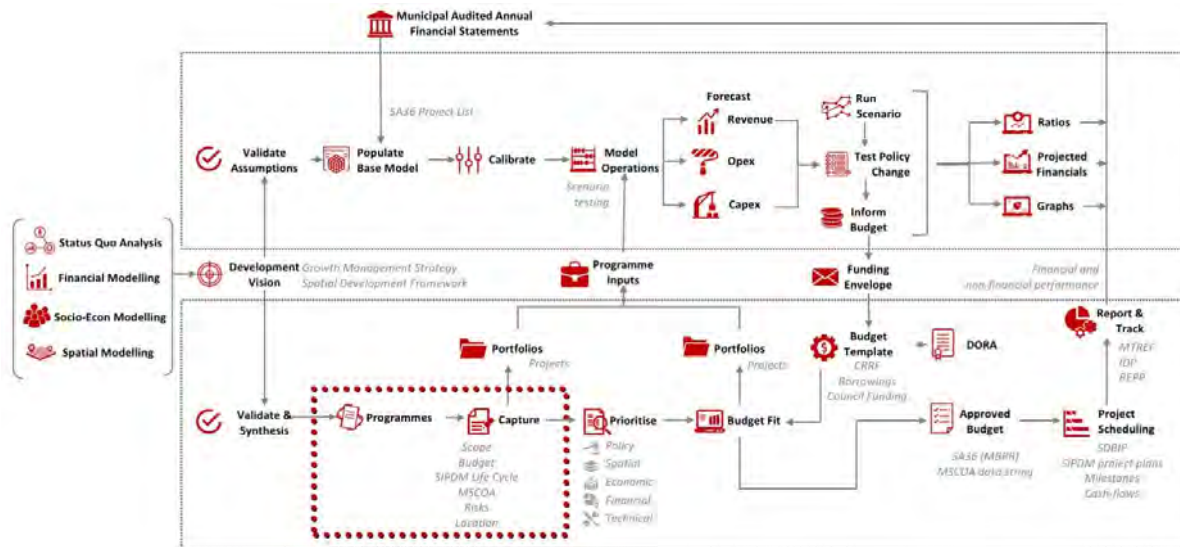 Municipal Audited Annual
Financial Statements
SA36 Project List
Validate
Assumptions
Populate
Base Model
Calibrate
Model
Operations
Scenario
testing
Forecast
Revenue
Opex
Capex
Run
Scenario
Test Policy
Change
Inform
Budget
Ratios
Projected
Financials
Graphs
Status Quo Analysis
Financial Modelling
Socio-Econ Modelling
Spatial Modelling
Development
Vision
Growth Management Strategy
Spatial Development Framework
Programme
Inputs
Funding
Envelope
Financial and
non-financial performance
Portfolios
Projects
Portfolios
Projects
Budget
Template
CRRF
Borrowings
Council Funding
DORA
Report &
Track
MTREF
IDP
BEPP
Validate &
Synthesis
Programmes
Capture
Scope
Budget
SIPDM Life Cycle
MSCOA
Risks
Location
Prioritise
Policy
Spatial
Economic
Financial
Technical
Budget Fit
Approved
Budget
SA36 (MBRR)
MSCOA data string
Project
Scheduling
SDBIP
SIPDM project plans
Milestones
Cash-flows